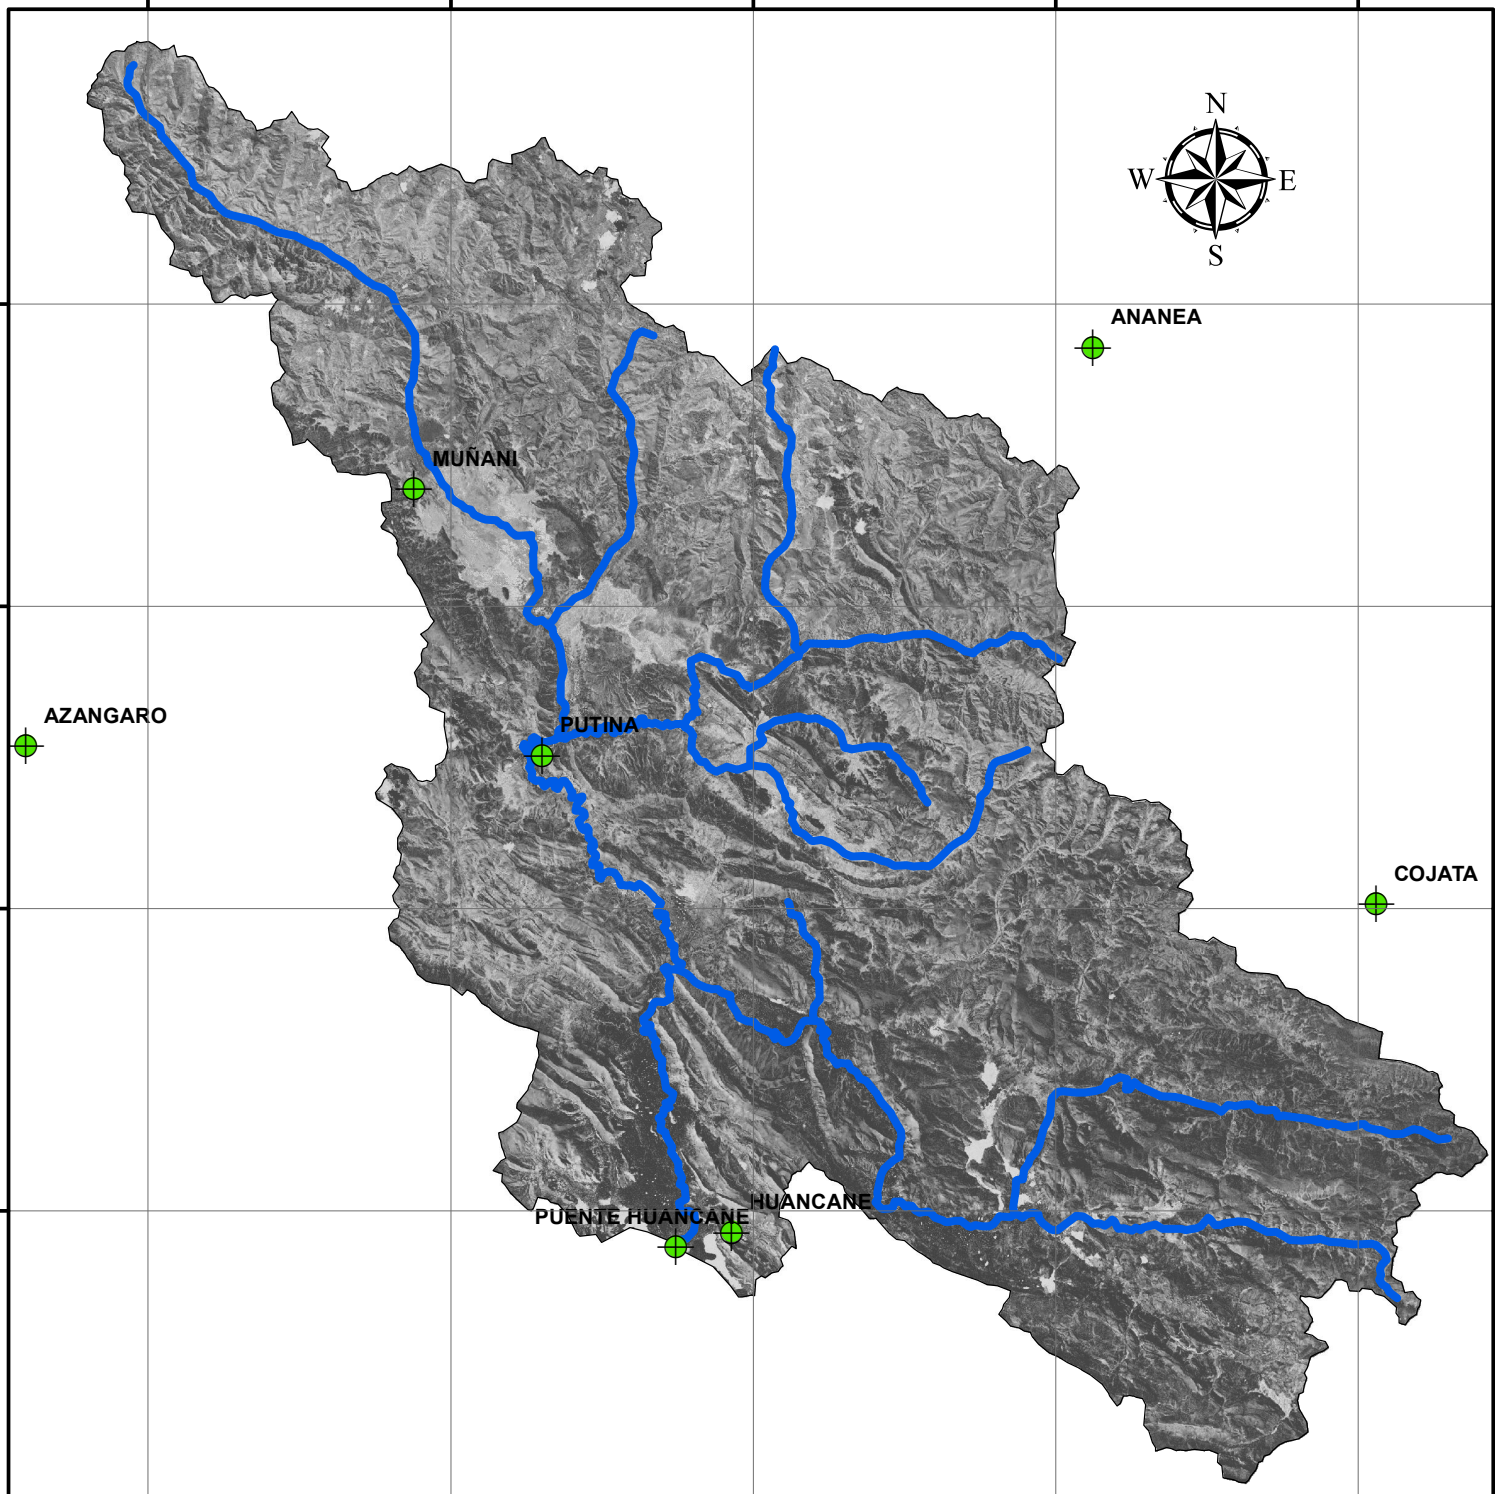 N
W E
S
ANANEA
MUÑANI
AZANGARO
PUTINA
COJATA
HUANCANE
PUENTE HUANCANE